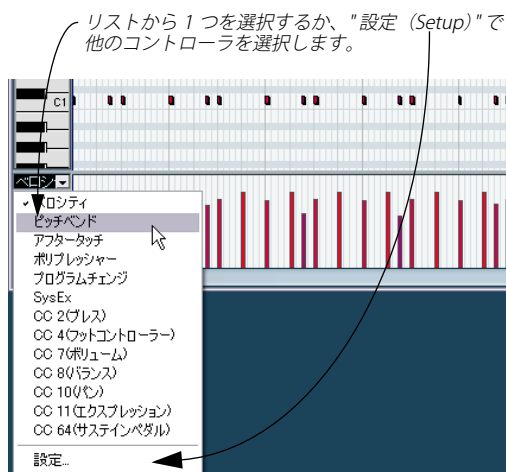 リストから 1 つを選択するか、"設定（Setup）"で
他のコントローラを選択します。
C1
ベロシ
ベロシティ
ピッチベンド
アフタータッチ
ポリプレッシャー
プログラムチェンジ
SysEx
CC 2(ブレス)
CC 4(フットコントローラー)
CC 7(ボリューム)
CC 8(バランス)
CC 10(パン)
CC 11(エクスプレッション)
CC 64(サステインペダル)
設定...